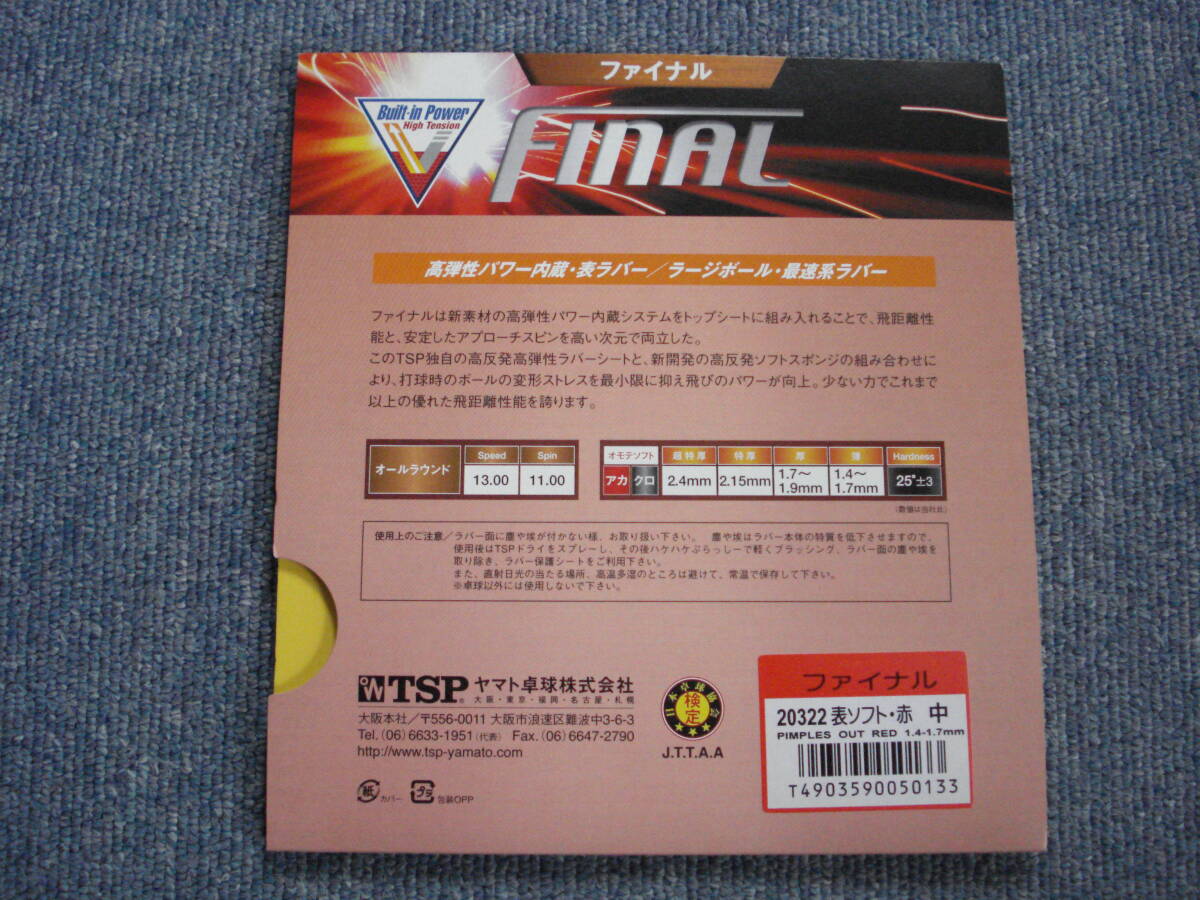 ファイナル
Built-in Power
High Tension
FINAL
高弾性パワー内蔵・表ラバー／ラージボール・最速系ラバー
ファイナルは新素材の高弾性パワー内蔵システムをトップシートに組み入れることで、飛距離性
能と、安定したアプローチスピンを高い次元で両立した。
このTSP独自の高反発高弾性ラバーシートと、新開発の高反発ソフトスポンジの組み合わせに
より、打球時のボールの変形ストレスを最小限に抑え飛びのパワーが向上。少ない力でこれまで
以上の優れた飛距離性能を誇ります。
オールラウンド Speed Spin
13.00 11.00
オモテソフト 超特厚 特厚 厚 薄 Hardness
アカ クロ 2.4mm 2.15mm 1.7〜1.9mm 1.4〜1.7mm 25°±3
（数値は当社比）
使用上のご注意／ラバー面に塵や埃が付かない様、お取り扱い下さい。 塵や埃はラバー本体の特質を低下させますので、
使用後はTSPドライをスプレーし、その後ハケハケぶらっしーで軽くブラッシング、ラバー面の塵や埃を
取り除き、ラバー保護シートをご利用下さい。
また、直射日光の当たる場所、高温多湿のところは避けて、常温で保存して下さい。
※卓球以外には使用しないで下さい。
TSP ヤマト卓球株式会社
大阪・東京・福岡・名古屋・札幌
大阪本社／〒556-0011 大阪市浪速区難波中3-6-3
Tel.（06）6633-1951（代表） Fax.（06）6647-2790
http://www.tsp-yamato.com
紙 カバー プラ 包装OPP
日本卓球協会
検定
J.T.T.A.A
ファイナル
20322 表ソフト・赤 中
PIMPLES OUT RED 1.4-1.7mm
T4903590050133